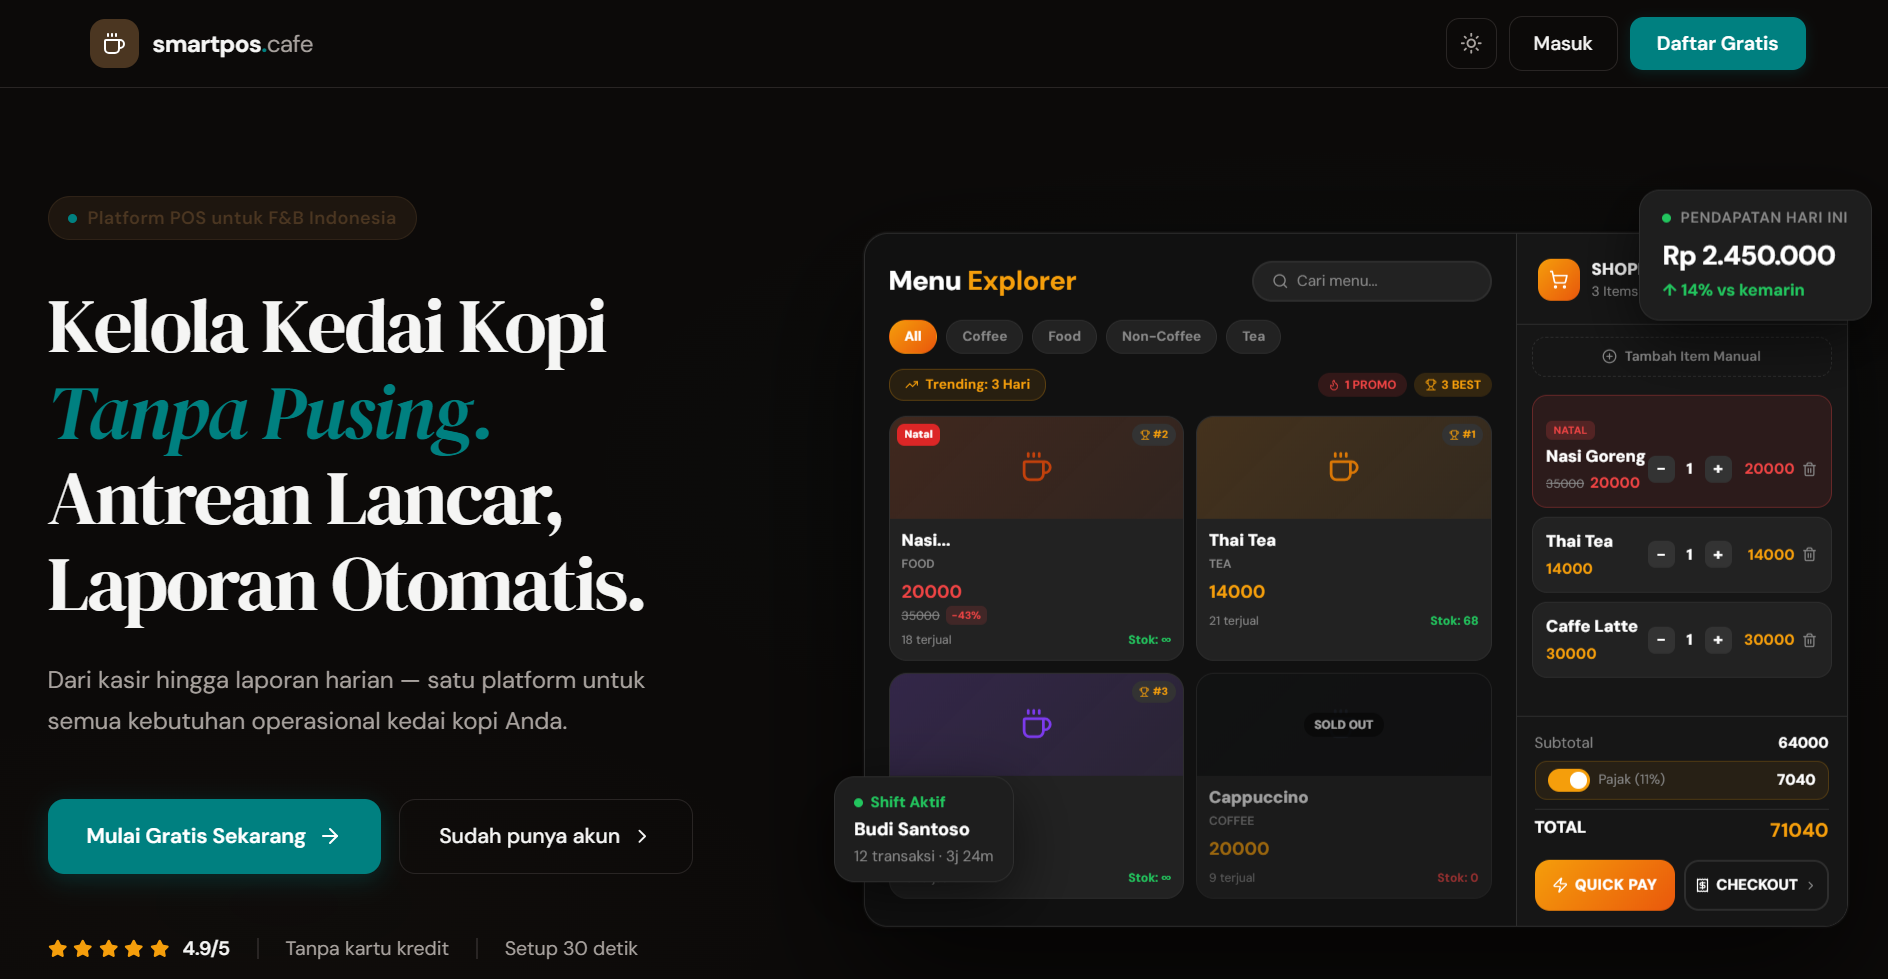 smartpos.cafe
Masuk
Daftar Gratis
Platform POS untuk F&B Indonesia
Kelola Kedai Kopi
Tanpa Pusing.
Antrean Lancar,
Laporan Otomatis.
Dari kasir hingga laporan harian — satu platform untuk
semua kebutuhan operasional kedai kopi Anda.
Mulai Gratis Sekarang
Sudah punya akun
4.9/5
Tanpa kartu kredit
Setup 30 detik
Menu Explorer
Cari menu...
All
Coffee
Food
Non-Coffee
Tea
Trending: 3 Hari
1 PROMO
3 BEST
Natal
#2
Nasi...
FOOD
20000
35000
-43%
18 terjual
Stok: ∞
#1
Thai Tea
TEA
14000
21 terjual
Stok: 68
#3
Stok: ∞
SOLD OUT
Cappuccino
COFFEE
20000
9 terjual
Stok: 0
Shift Aktif
Budi Santoso
12 transaksi · 3j 24m
PENDAPATAN HARI INI
Rp 2.450.000
↑ 14% vs kemarin
3 Items
Tambah Item Manual
NATAL
Nasi Goreng
35000 20000
− 1 +
20000
Thai Tea
14000
− 1 +
14000
Caffe Latte
30000
− 1 +
30000
Subtotal
64000
Pajak (11%)
7040
TOTAL
71040
QUICK PAY
CHECKOUT